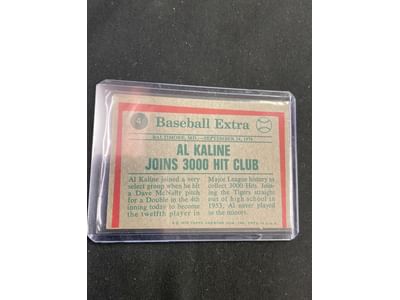 4
Baseball Extra
BALTIMORE, MD.—SEPTEMBER 24, 1974
AL KALINE
JOINS 3000 HIT CLUB
Al Kaline joined a very
select group when he hit
a Dave McNally pitch
for a Double in the 4th
inning to become
the twelfth player in
Major League history to
collect 3000 Hits. Joining
the Tigers straight
out of high school in
1953, Al never played
in the minors.